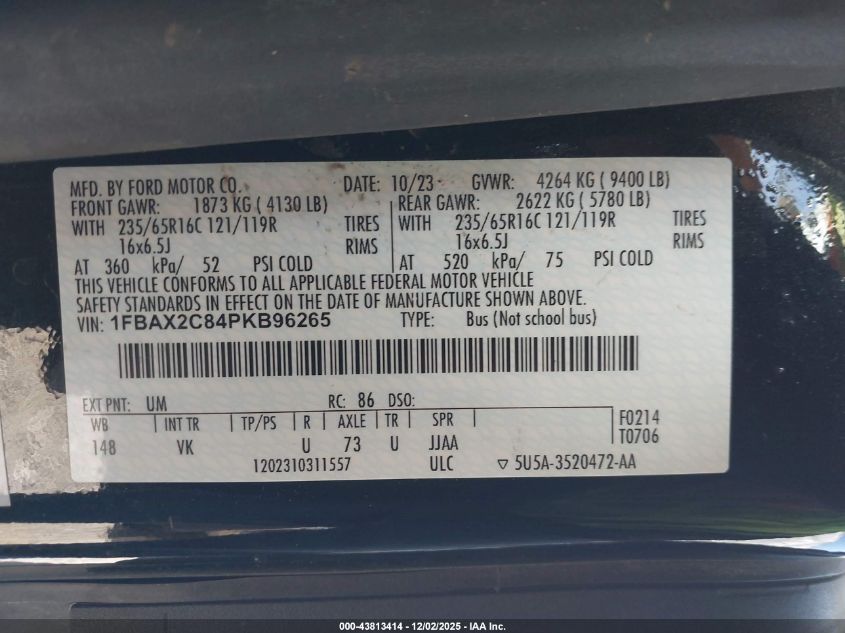 MFD. BY FORD MOTOR CO. DATE: 10/23 GVWR: 4264 KG ( 9400 LB)
FRONT GAWR: 1873 KG ( 4130 LB) REAR GAWR: 2622 KG ( 5780 LB)
WITH 235/65R16C 121/119R TIRES WITH 235/65R16C 121/119R TIRES
16x6.5J RIMS 16x6.5J RIMS
AT 360 kPa/ 52 PSI COLD AT 520 kPa/ 75 PSI COLD
THIS VEHICLE CONFORMS TO ALL APPLICABLE FEDERAL MOTOR VEHICLE
SAFETY STANDARDS IN EFFECT ON THE DATE OF MANUFACTURE SHOWN ABOVE.
VIN: 1FBAX2C84PKB96265 TYPE: Bus (Not school bus)
EXT PNT: UM RC: 86 DSO:
WB INT TR TP/PS R AXLE TR SPR F0214
148 VK U 73 U JJAA T0706
1202310311557 ULC ▽ 5U5A-3520472-AA
000-43813414 - 12/02/2025 - IAA Inc.